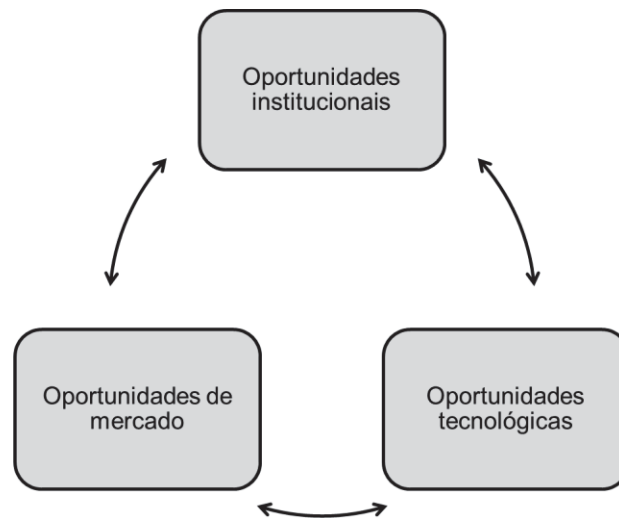 Oportunidades
institucionais
Oportunidades de
mercado
Oportunidades
tecnológicas